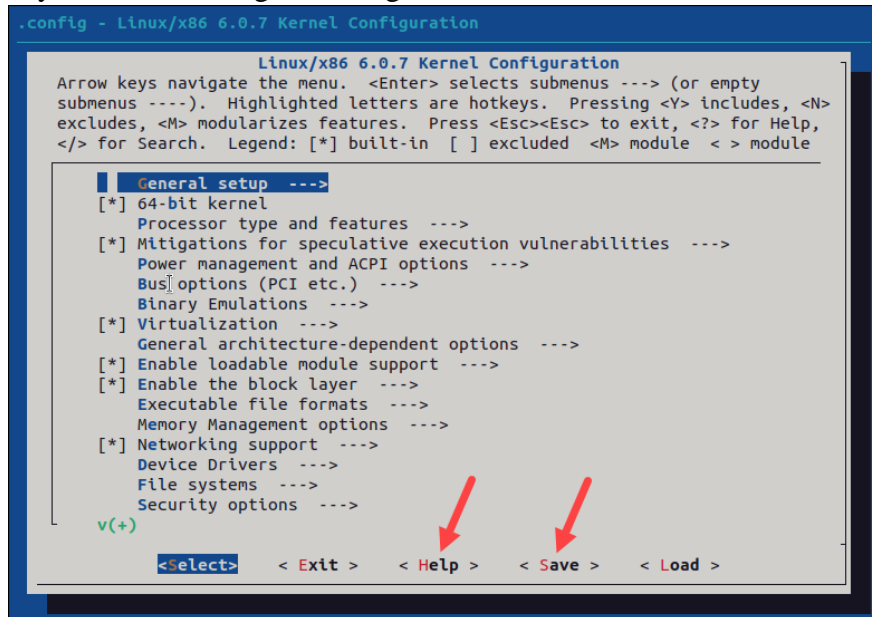 .config - Linux/x86 6.0.7 Kernel Configuration
Linux/x86 6.0.7 Kernel Configuration
Arrow keys navigate the menu.  <Enter> selects submenus ---> (or empty
submenus ----).  Highlighted letters are hotkeys.  Pressing <Y> includes, <N>
excludes, <M> modularizes features.  Press <Esc><Esc> to exit, <?> for Help,
</> for Search.  Legend: [*] built-in  [ ] excluded  <M> module  < > module
General setup  --->
[*] 64-bit kernel
Processor type and features  --->
[*] Mitigations for speculative execution vulnerabilities  --->
Power management and ACPI options  --->
Bus options (PCI etc.)  --->
Binary Emulations  --->
[*] Virtualization  --->
General architecture-dependent options  --->
[*] Enable loadable module support  --->
[*] Enable the block layer  --->
Executable file formats  --->
Memory Management options  --->
[*] Networking support  --->
Device Drivers  --->
File systems  --->
Security options  --->
v(+)
<Select>    < Exit >    < Help >    < Save >    < Load >